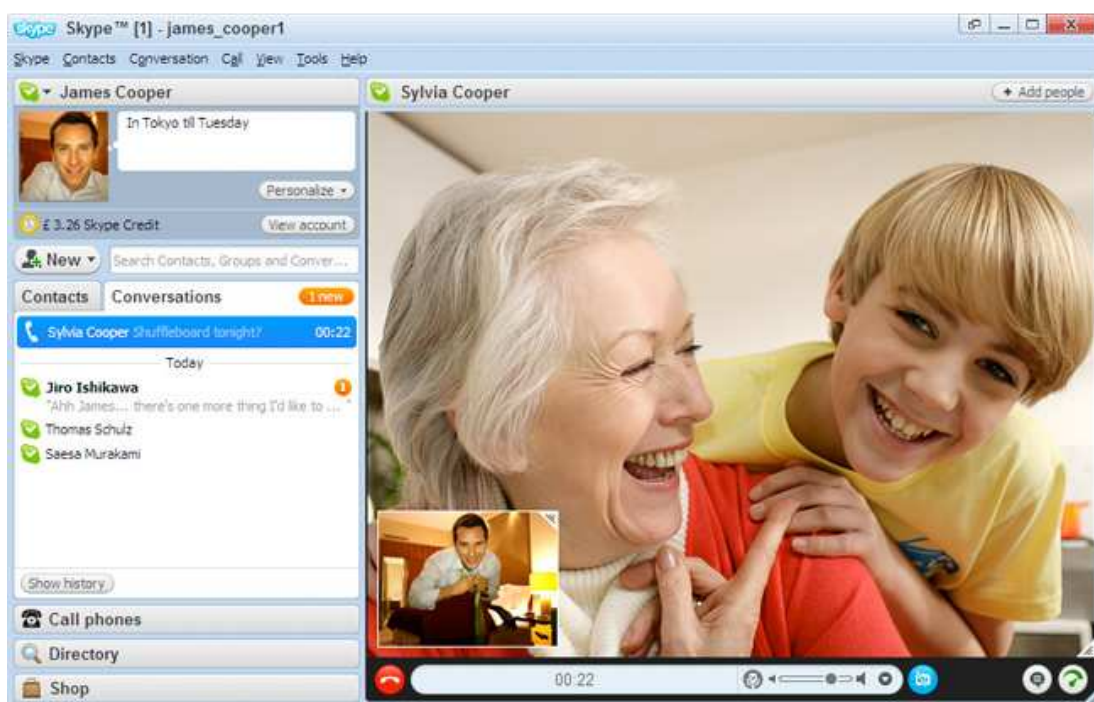 Skype Skype™ [1] - james_cooper1
Skype Contacts Conversation Call View Tools Help
James Cooper
In Tokyo till Tuesday
Personalize
£ 3.26 Skype Credit View account
New Search Contacts, Groups and Conver...
Contacts Conversations 1 new
Sylvia Cooper Shuffleboard tonight? 00:22
Today
Jiro Ishikawa 1
"Ahh James... there's one more thing I'd like to ... "
Thomas Schulz
Saesa Murakami
Show history
Call phones
Directory
Shop
Sylvia Cooper + Add people
00:22